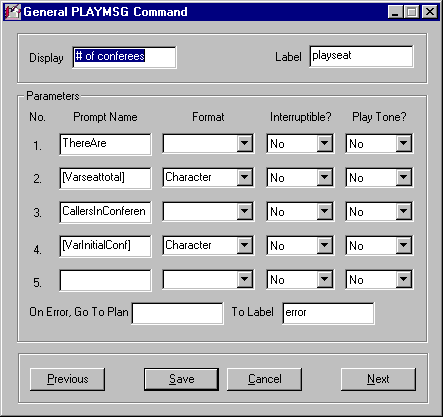 General PLAYMSG Command
Display # of conferees Label playseat
Parameters
No. Prompt Name Format Interruptible? Play Tone?
1. ThereAre No No
2. [Varseattotal] Character No No
3. CallersInConferen No No
4. [VarInitialConf] Character No No
5. No No
On Error, Go To Plan To Label error
Previous Save Cancel Next